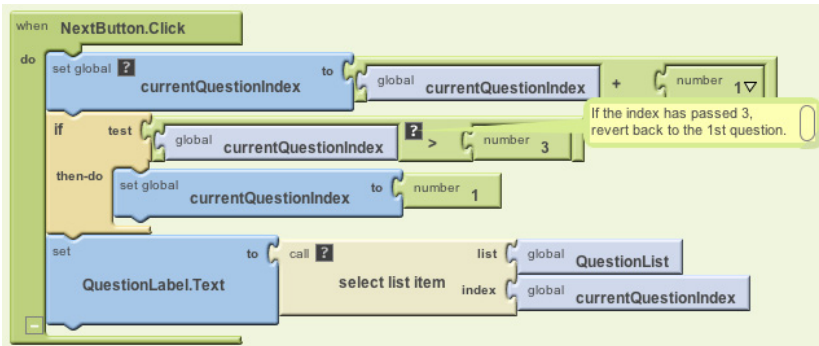 when NextButton.Click
do
set global ? currentQuestionIndex to global currentQuestionIndex + number 1
If the index has passed 3,
revert back to the 1st question.
if test global currentQuestionIndex ? > number 3
then-do set global currentQuestionIndex to number 1
set QuestionLabel.Text to call ? select list item list global QuestionList
index global currentQuestionIndex